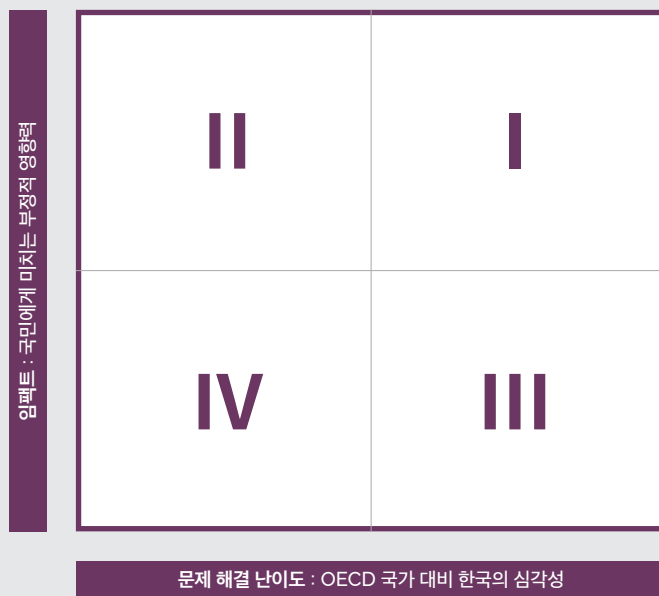 임팩트 : 국민에게 미치는 부정적 영향력
II
I
IV
III
문제 해결 난이도 : OECD 국가 대비 한국의 심각성